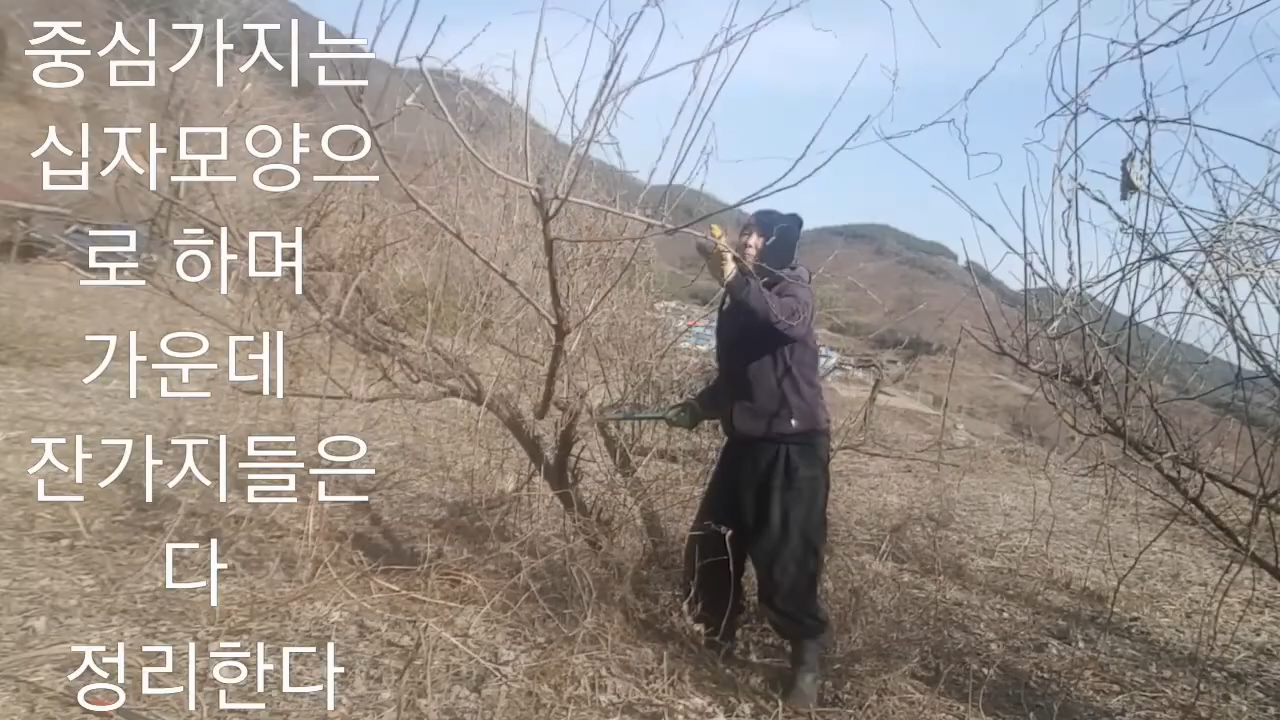 중심가지는
십자모양으
로 하며
가운데
잔가지들은
다
정리한다